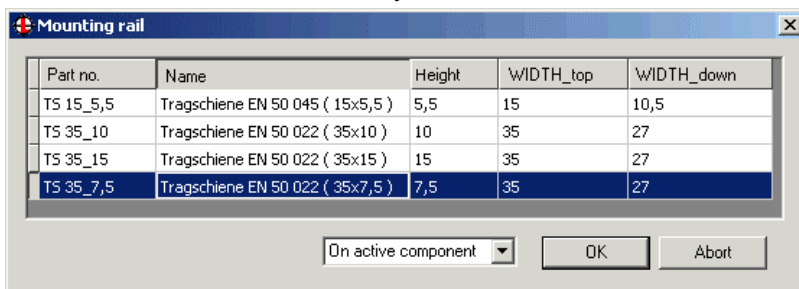 Mounting rail
Part no. Name Height WIDTH_top WIDTH_down
TS 15_5,5 Tragschiene EN 50 045 ( 15x5,5 ) 5,5 15 10,5
TS 35_10 Tragschiene EN 50 022 ( 35x10 ) 10 35 27
TS 35_15 Tragschiene EN 50 022 ( 35x15 ) 15 35 27
TS 35_7,5 Tragschiene EN 50 022 ( 35x7,5 ) 7,5 35 27
On active component OK Abort